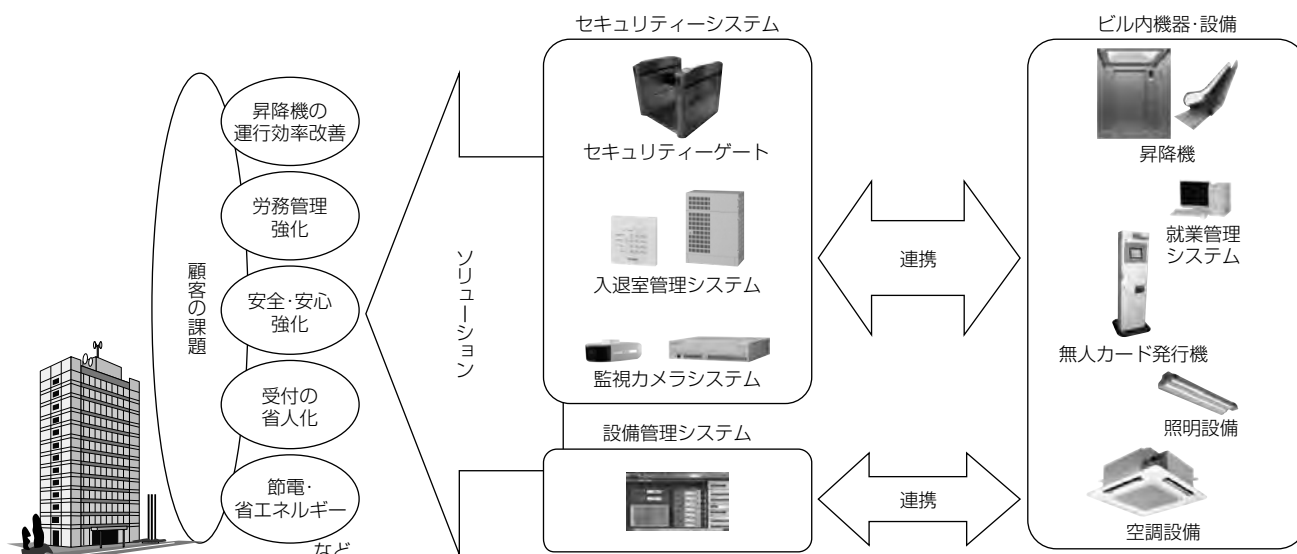 セキュリティーシステム
ビル内機器・設備
昇降機の
運行効率改善
労務管理
強化
安全・安心
強化
受付の
省人化
節電・
省エネルギー
など
顧客の課題
ソリューション
セキュリティーゲート
入退室管理システム
監視カメラシステム
設備管理システム
連携
連携
昇降機
就業管理
システム
無人カード発行機
照明設備
空調設備